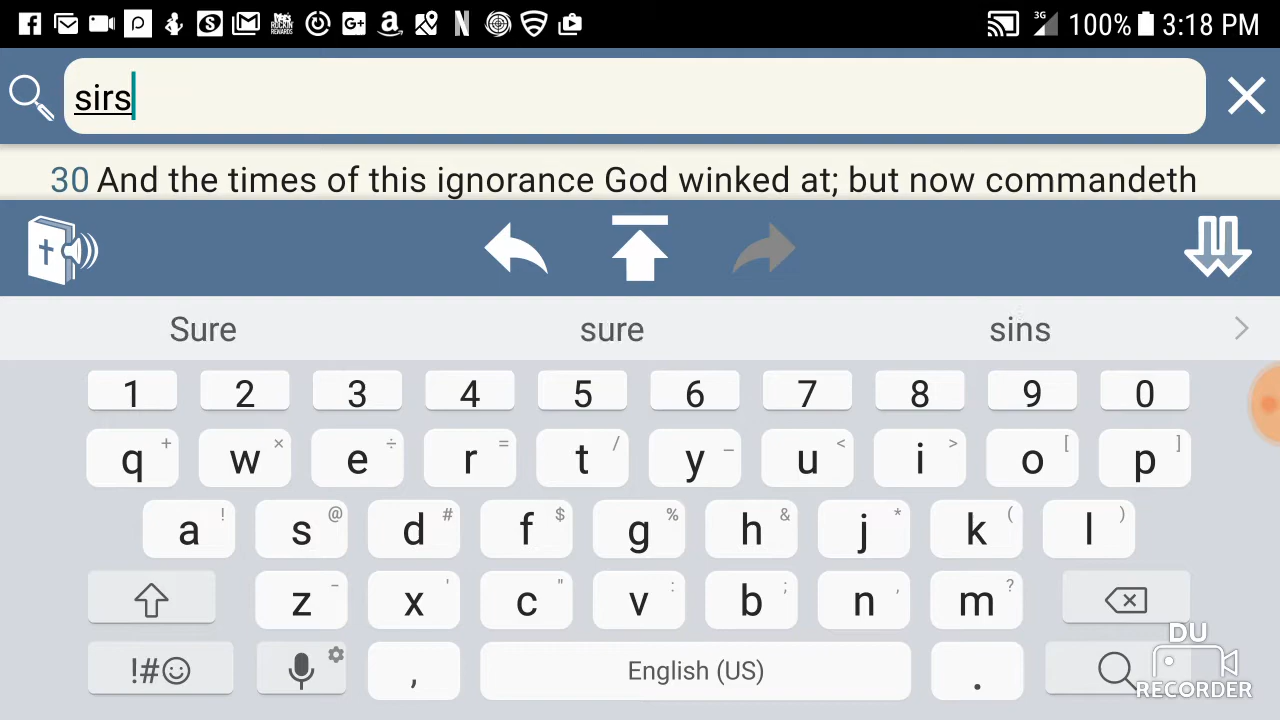 3G 100% 3:18 PM
sirs
30 And the times of this ignorance God winked at; but now commandeth
Sure sure sins
1 2 3 4 5 6 7 8 9 0
q + w × e ÷ r = t / y _ u < i > o [ p ]
a ! s @ d # f $ g % h & j * k ( l )
z - x ' c " v : b ; n , m ?
!#☺ , English (US) .
DU
RECORDER